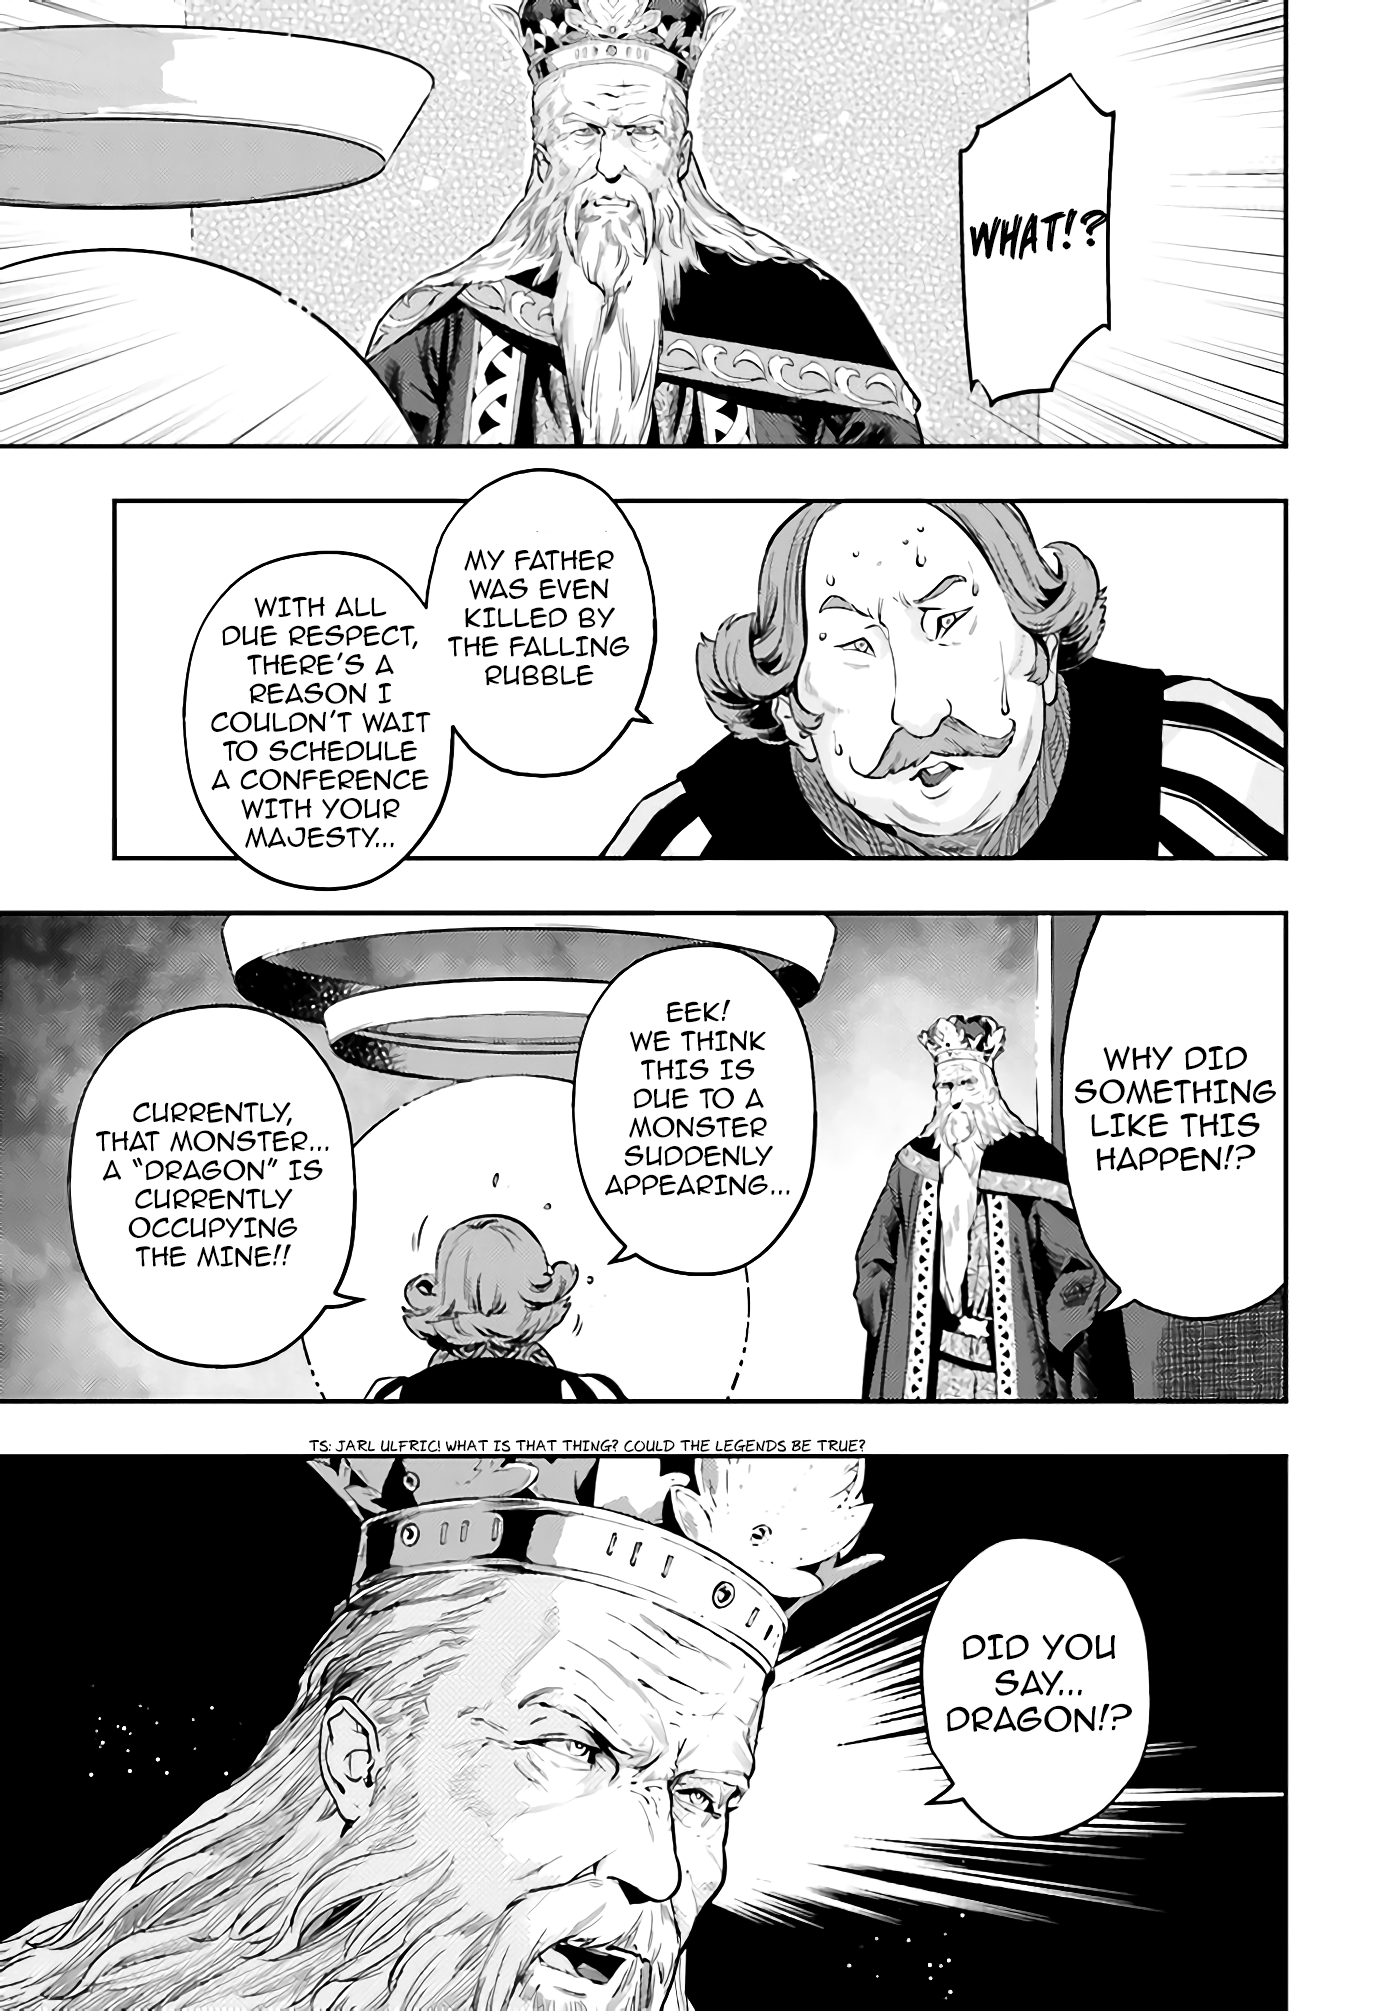 WHAT!?
MY FATHER
WAS EVEN
KILLED BY
THE FALLING
RUBBLE
WITH ALL
DUE RESPECT,
THERE'S A
REASON I
COULDN'T WAIT
TO SCHEDULE
A CONFERENCE
WITH YOUR
MAJESTY...
WHY DID
SOMETHING
LIKE THIS
HAPPEN!?
EEK!
WE THINK
THIS IS
DUE TO A
MONSTER
SUDDENLY
APPEARING...
CURRENTLY,
THAT MONSTER...
A "DRAGON" IS
CURRENTLY
OCCUPYING
THE MINE!!
TS: JARL ULFRIC! WHAT IS THAT THING? COULD THE LEGENDS BE TRUE?
DID YOU
SAY...
DRAGON!?